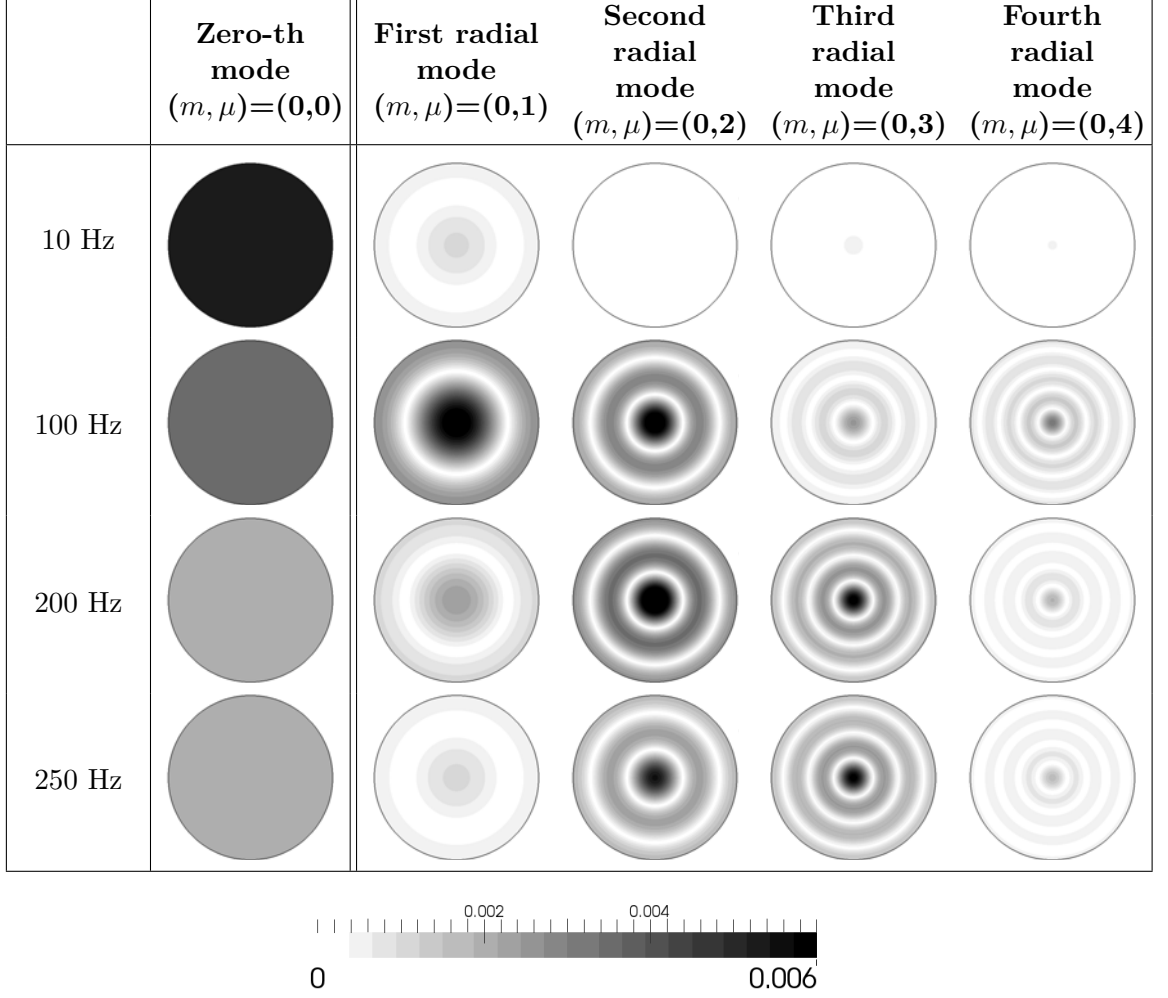 Zero-th
mode
(m, μ)=(0,0)
First radial
mode
(m, μ)=(0,1)
Second
radial
mode
(m, μ)=(0,2)
Third
radial
mode
(m, μ)=(0,3)
Fourth
radial
mode
(m, μ)=(0,4)
10 Hz
100 Hz
200 Hz
250 Hz
0.002 0.004
0 0.006